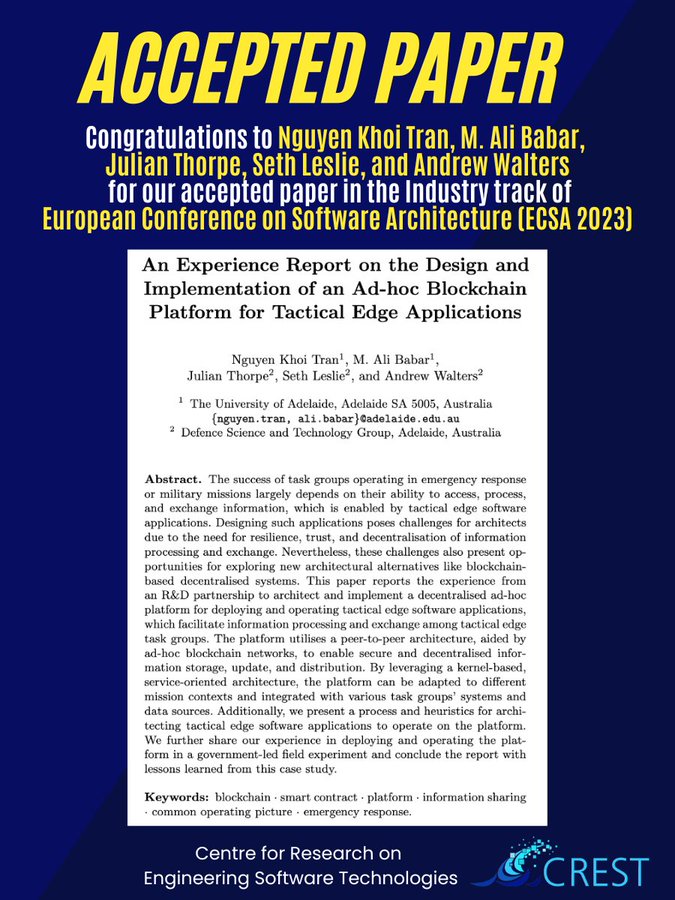 ACCEPTED PAPER
Congratulations to Nguyen Khoi Tran, M. Ali Babar,
Julian Thorpe, Seth Leslie, and Andrew Walters
for our accepted paper in the Industry track of
European Conference on Software Architecture (ECSA 2023)
An Experience Report on the Design and
Implementation of an Ad-hoc Blockchain
Platform for Tactical Edge Applications
Nguyen Khoi Tran¹, M. Ali Babar¹,
Julian Thorpe², Seth Leslie², and Andrew Walters²
¹ The University of Adelaide, Adelaide SA 5005, Australia
{nguyen.tran, ali.babar}@adelaide.edu.au
² Defence Science and Technology Group, Adelaide, Australia
Abstract. The success of task groups operating in emergency response
or military missions largely depends on their ability to access, process,
and exchange information, which is enabled by tactical edge software
applications. Designing such applications poses challenges for architects
due to the need for resilience, trust, and decentralisation of information
processing and exchange. Nevertheless, these challenges also present op-
portunities for exploring new architectural alternatives like blockchain-
based decentralised systems. This paper reports the experience from
an R&D partnership to architect and implement a decentralised ad-hoc
platform for deploying and operating tactical edge software applications,
which facilitate information processing and exchange among tactical edge
task groups. The platform utilises a peer-to-peer architecture, aided by
ad-hoc blockchain networks, to enable secure and decentralised infor-
mation storage, update, and distribution. By leveraging a kernel-based,
service-oriented architecture, the platform can be adapted to different
mission contexts and integrated with various task groups' systems and
data sources. Additionally, we present a process and heuristics for archi-
tecting tactical edge software applications to operate on the platform.
We further share our experience in deploying and operating the plat-
form in a government-led field experiment and conclude the report with
lessons learned from this case study.
Keywords: blockchain · smart contract · platform · information sharing
· common operating picture · emergency response.
Centre for Research on
Engineering Software Technologies
CREST